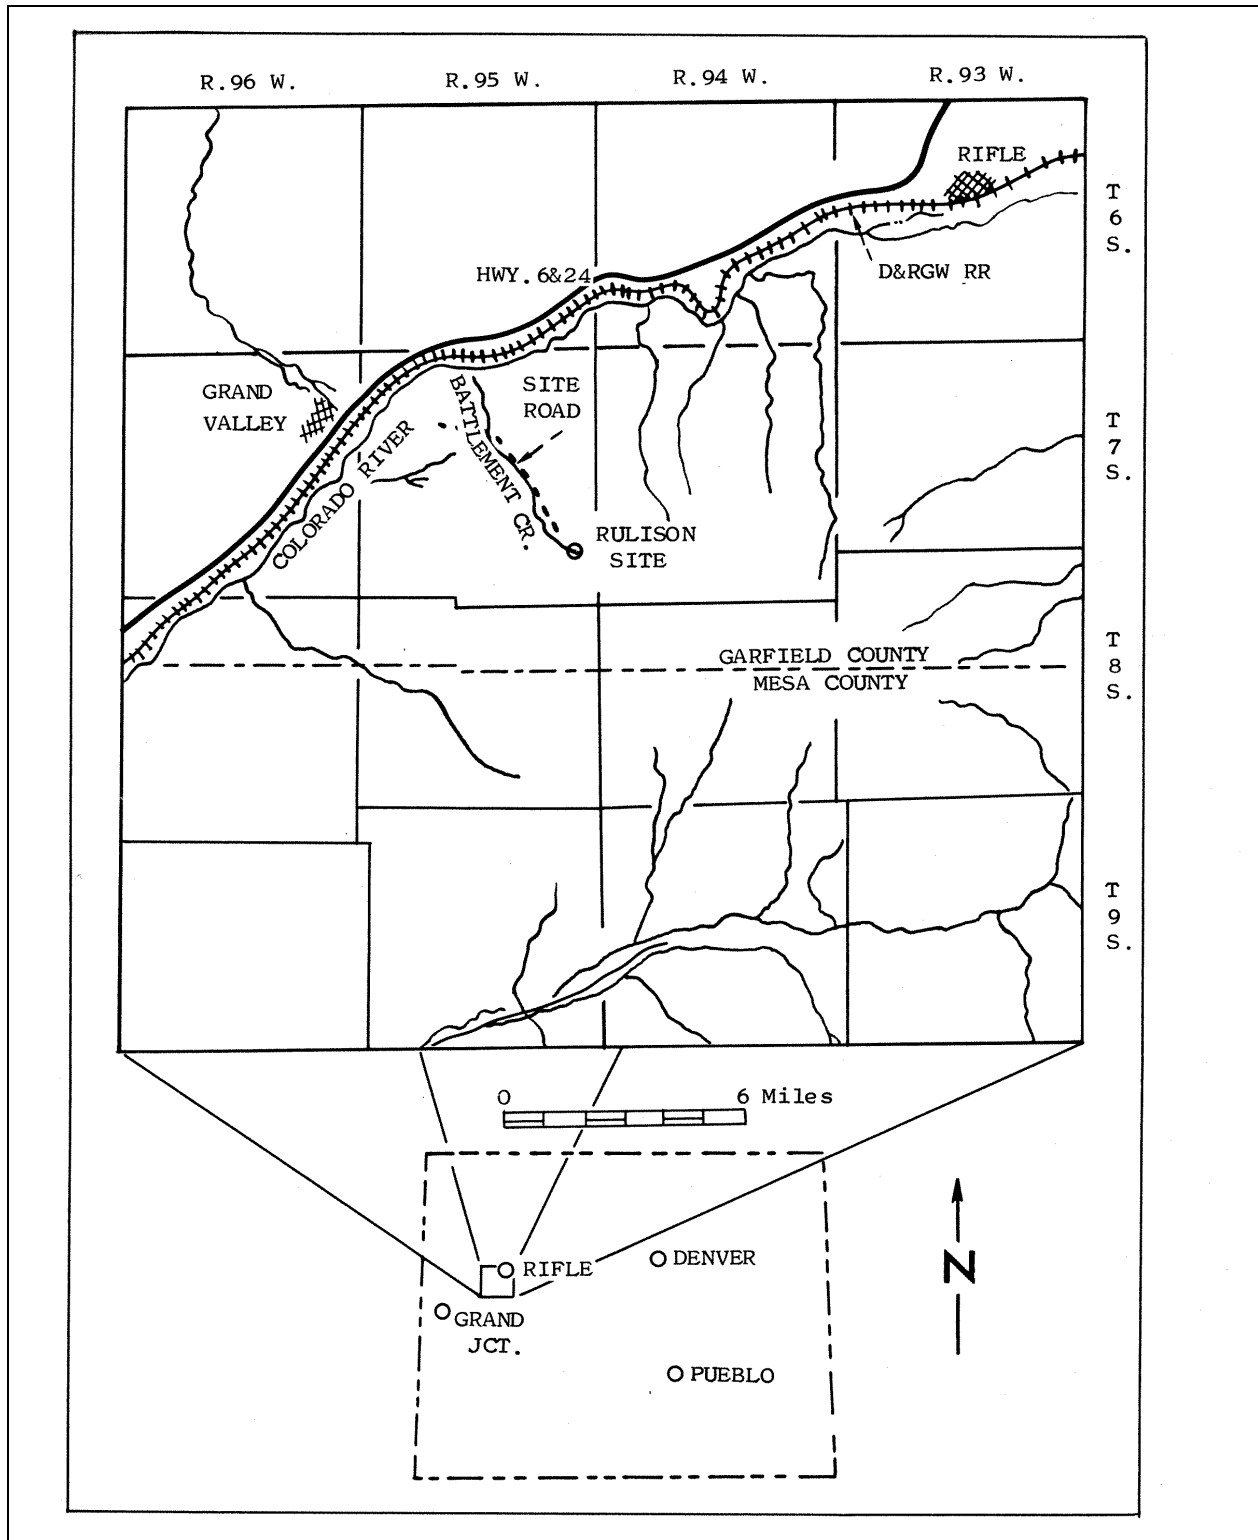 R.96 W. R.95 W. R.94 W. R.93 W.
RIFLE
T
6
S.
HWY. 6&24
D&RGW RR
GRAND
VALLEY
SITE
ROAD
BATTLEMENT CR.
COLORADO RIVER
T
7
S.
RULISON
SITE
GARFIELD COUNTY
MESA COUNTY
T
8
S.
T
9
S.
0 6 Miles
RIFLE
DENVER
GRAND
JCT.
PUEBLO
N